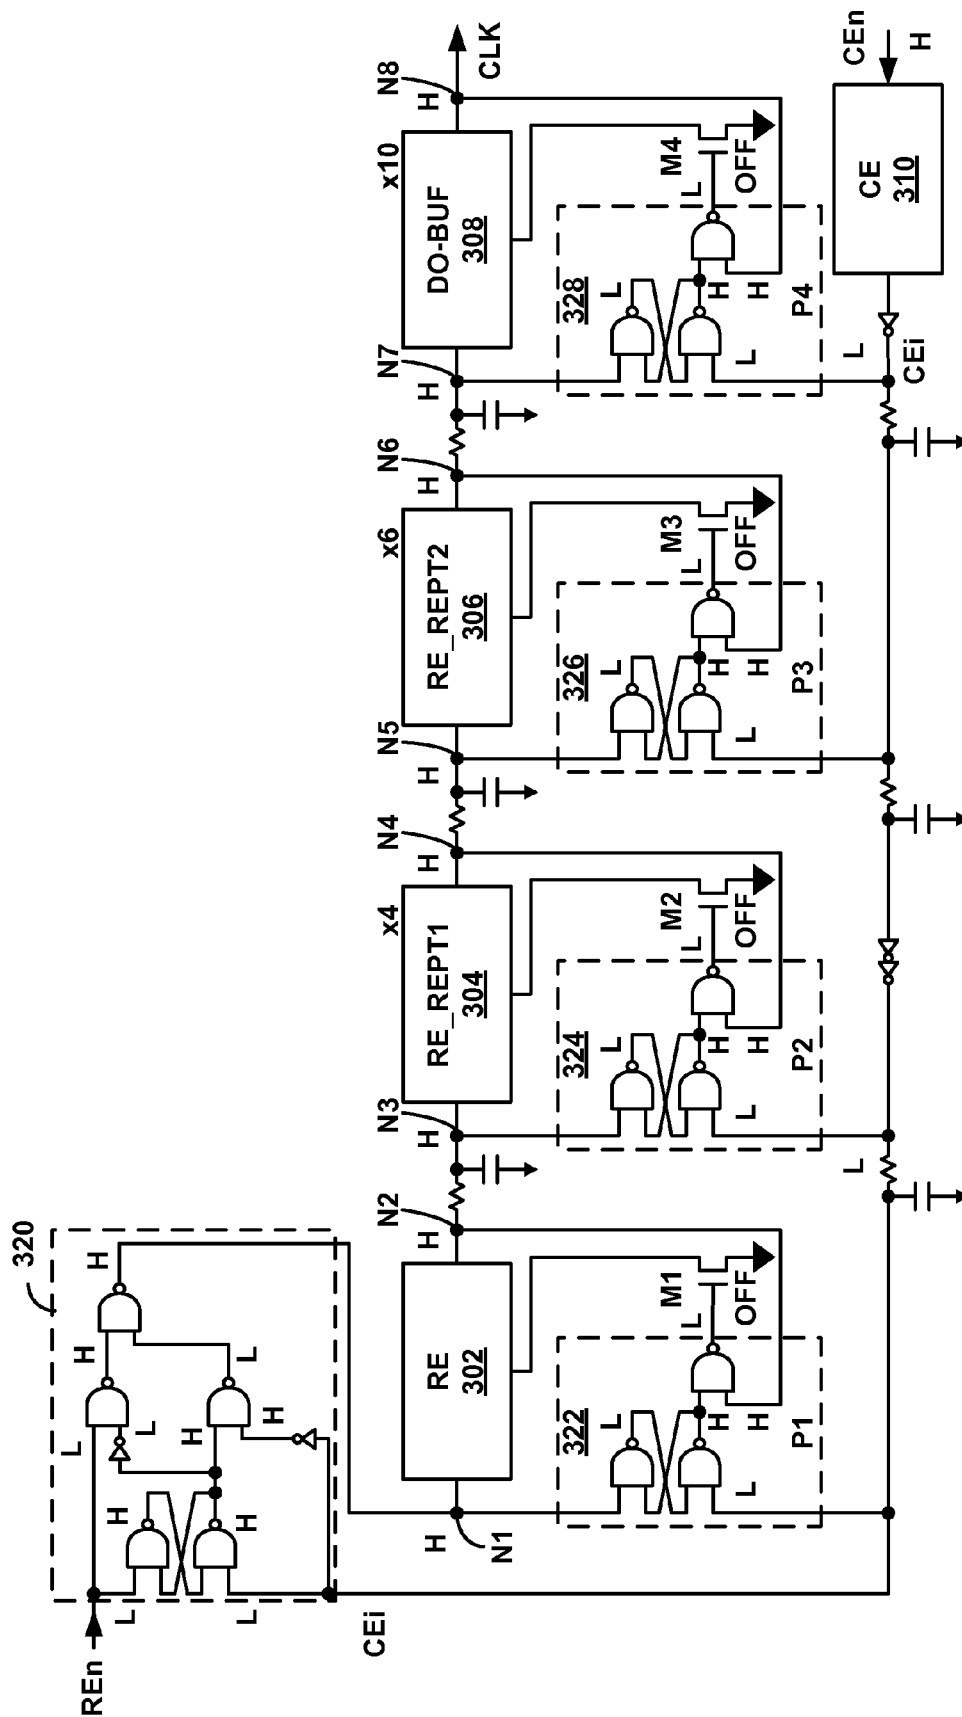 320
REn
L
H
H
L
L
H
H
H
L
H
L
CEi
N1
H
RE
302
N2
H
322
L
H
H
L
P1
L
M1
OFF
N3
H
x4
RE_REPT1
304
N4
H
324
L
H
H
L
P2
L
M2
OFF
N5
H
x6
RE_REPT2
306
N6
H
326
L
H
H
L
P3
L
M3
OFF
N7
H
x10
DO-BUF
308
N8
H
CLK
328
L
H
H
L
P4
L
M4
OFF
L
L
CEi
CE
310
CEn
H